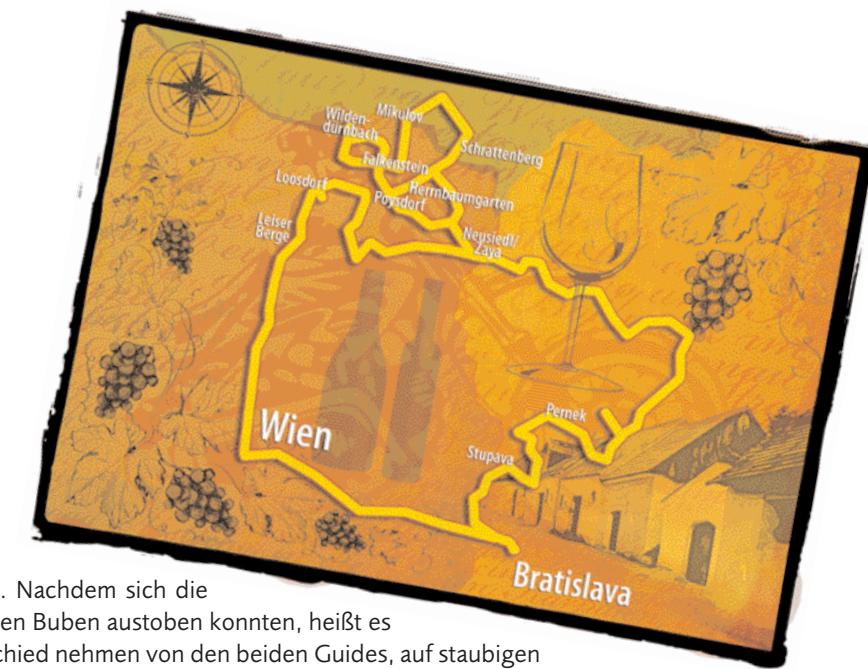 Mikulov
Wilden-
dürnbach
Schrattenberg
Falkenstein
Loosdorf
Herrnbaumgarten
Poysdorf
Leiser
Berge
Neusiedl/
Zaya
Wien
Pernek
Stupava
Bratislava
. Nachdem sich die
en Buben austoben konnten, heißt es
chied nehmen von den beiden Guides, auf staubigen